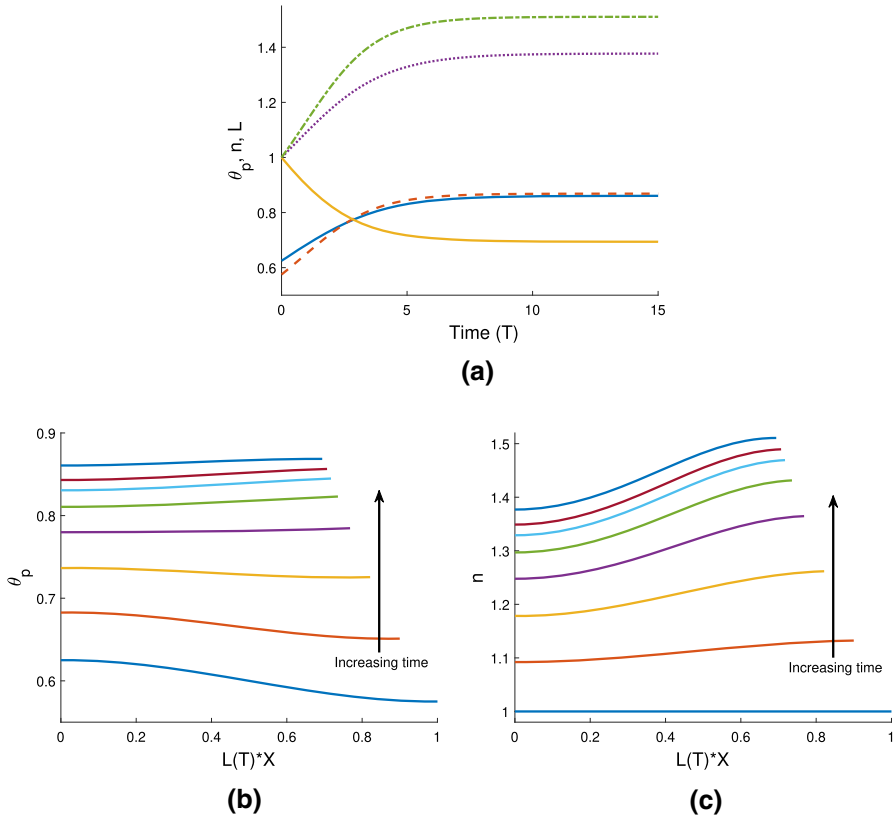 1.4
1.2
1
0.8
0.6
θp, n, L
0 5 10 15
Time (T)
(a)
0.9
0.8
0.7
0.6
θp
Increasing time
0 0.2 0.4 0.6 0.8 1
L(T)*X
(b)
1.5
1.4
1.3
1.2
1.1
1
n
Increasing time
0 0.2 0.4 0.6 0.8 1
L(T)*X
(c)